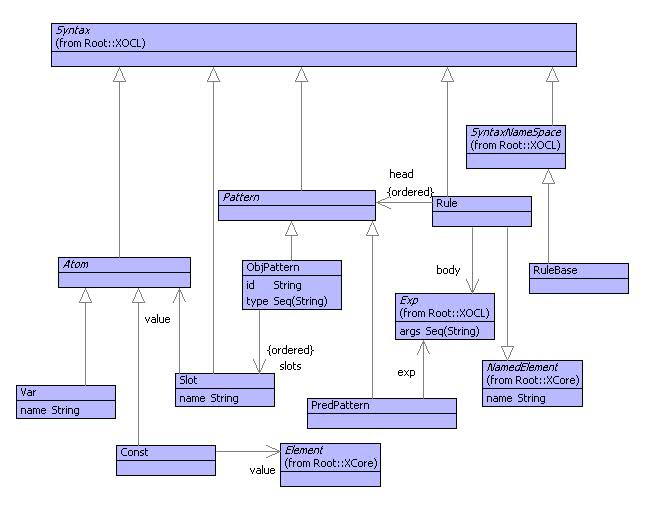 Syntax
(from Root::XOCL)
SyntaxNameSpace
(from Root::XOCL)
head
{ordered}
Pattern
Rule
Atom
ObjPattern
id String
type Seq(String)
body
RuleBase
Exp
(from Root::XOCL)
args Seq(String)
value
{ordered}
slots
NamedElement
(from Root::XCore)
name String
exp
Slot
name String
Var
name String
PredPattern
Const
value
Element
(from Root::XCore)